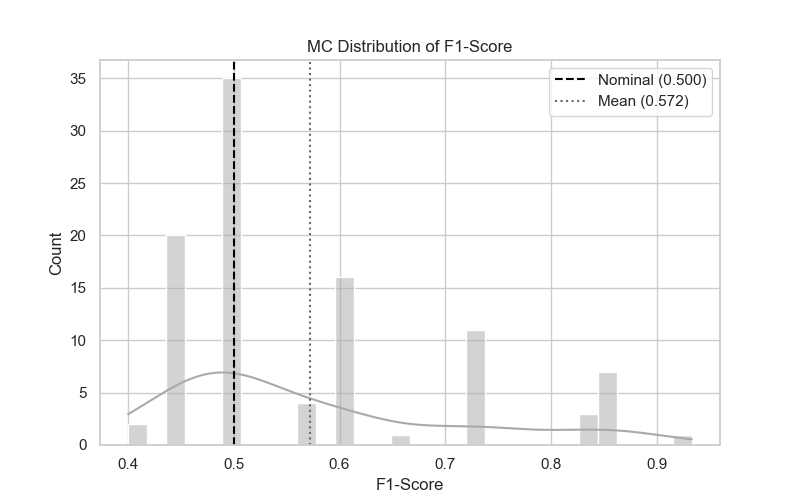 MC Distribution of F1-Score
Nominal (0.500)
Mean (0.572)
35
30
25
20
15
10
5
0
Count
0.4 0.5 0.6 0.7 0.8 0.9
F1-Score